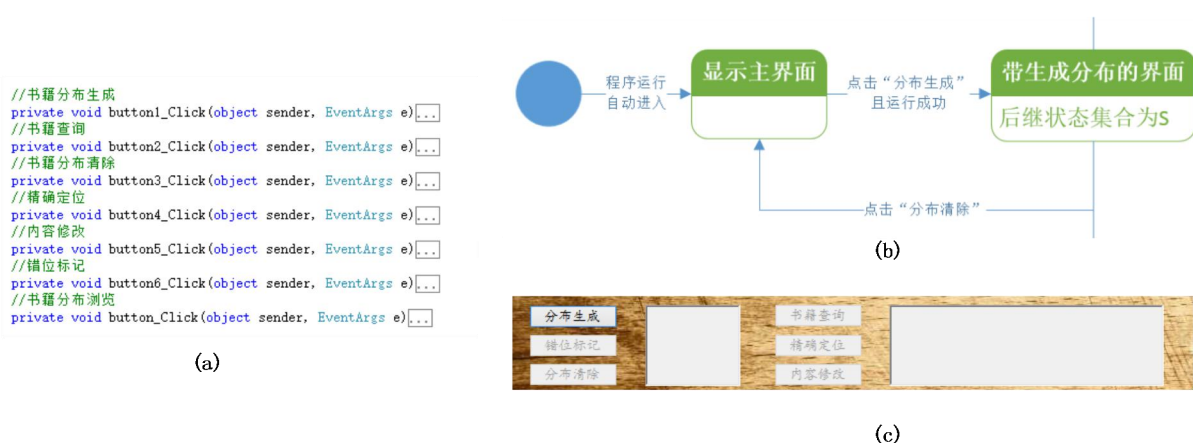 //书籍分布生成
private void button1_Click(object sender, EventArgs e)...
//书籍查询
private void button2_Click(object sender, EventArgs e)...
//书籍分布清除
private void button3_Click(object sender, EventArgs e)...
//精确定位
private void button4_Click(object sender, EventArgs e)...
//内容修改
private void button5_Click(object sender, EventArgs e)...
//错位标记
private void button6_Click(object sender, EventArgs e)...
//书籍分布浏览
private void button_Click(object sender, EventArgs e)...
(a)
程序运行
自动进入
显示主界面
点击“分布生成”
且运行成功
带生成分布的界面
后继状态集合为S
点击“分布清除”
(b)
分布生成
错位标记
分布清除
书籍查询
精确定位
内容修改
(c)